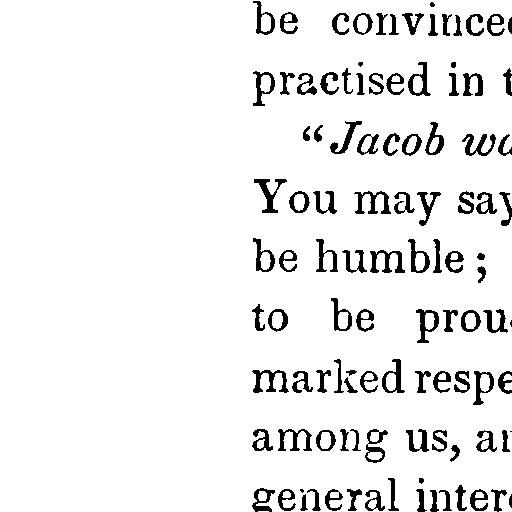 be convinced
practised in t
"Jacob wa
You may say
be humble;
to be prou
marked respe
among us, an
general inter